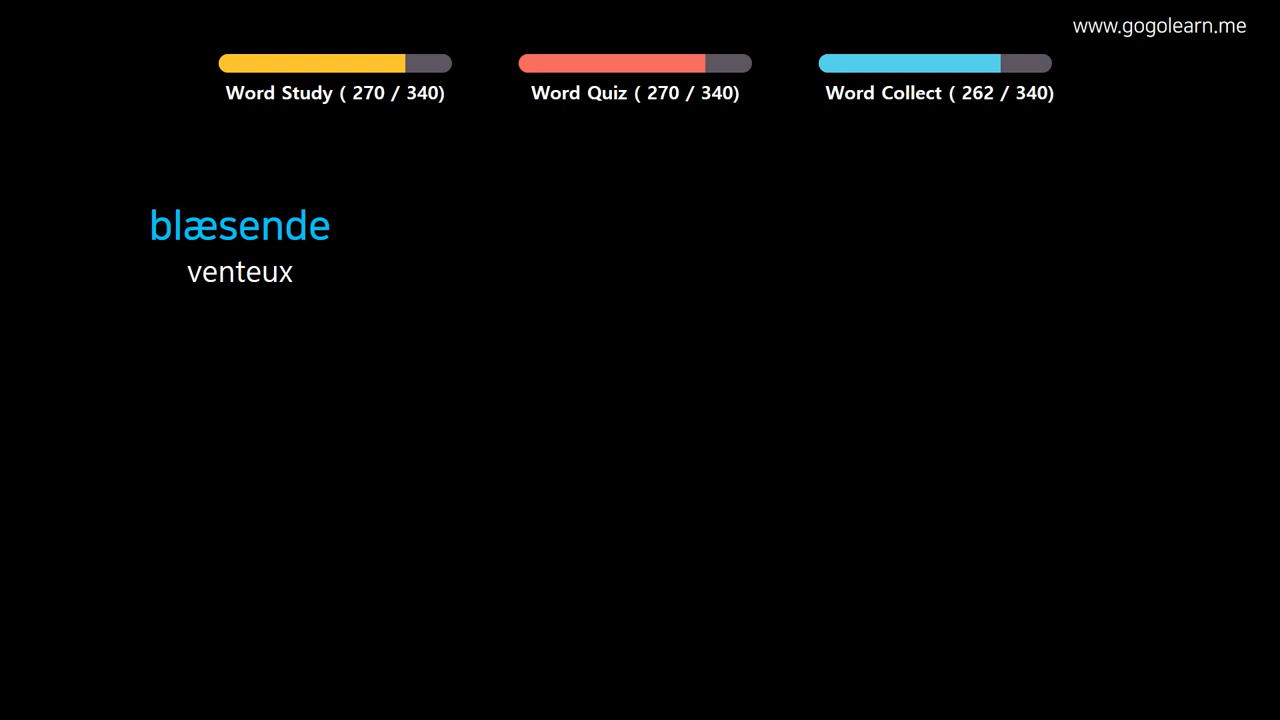 www.gogolearn.me
Word Study ( 270 / 340)
Word Quiz ( 270 / 340)
Word Collect ( 262 / 340)
blæsende
venteux